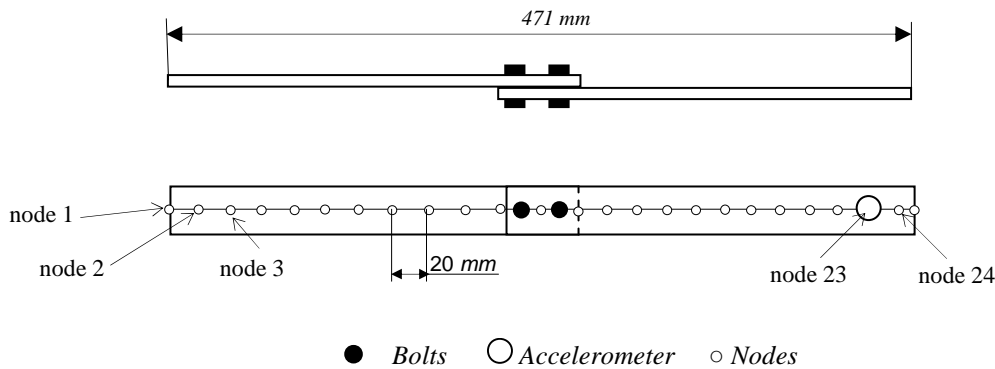 471 mm
node 1
node 2
node 3
20 mm
node 23
node 24
Bolts Accelerometer Nodes